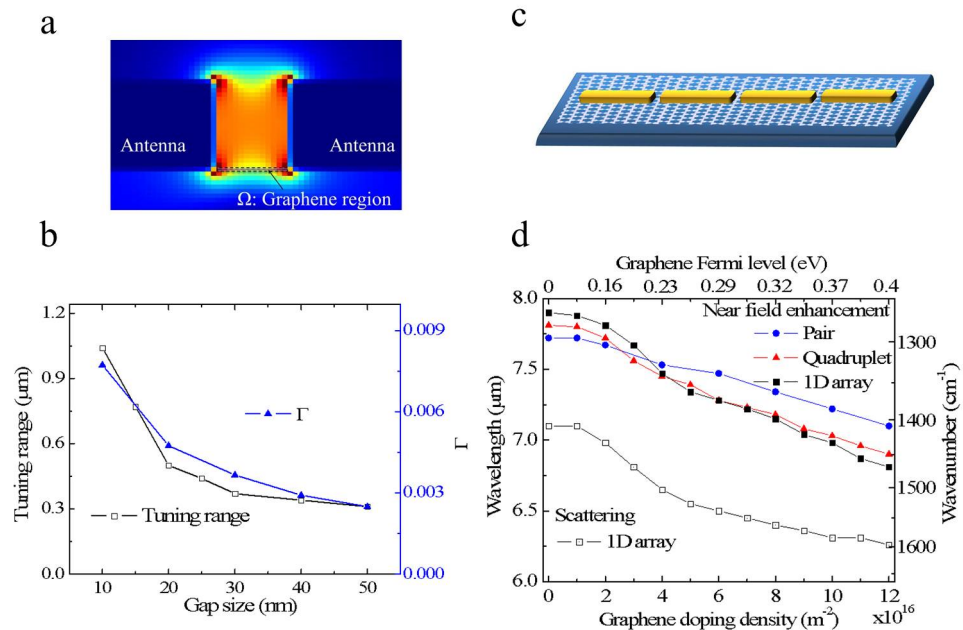 a
Antenna
Antenna
Ω: Graphene region
b
1.2
0.9
0.6
0.3
0.0
Tuning range (μm)
10
20
30
40
50
Gap size (nm)
0.009
0.006
0.003
0.000
Γ
Γ
Tuning range
c
d
Graphene Fermi level (eV)
0 0.16 0.23 0.29 0.32 0.37 0.4
8.0
7.5
7.0
6.5
6.0
Wavelength (μm)
Near field enhancement
Pair
Quadruplet
1D array
Scattering
1D array
1300
1400
1500
1600
Wavenumber (cm⁻¹)
0 2 4 6 8 10 12
Graphene doping density (m⁻²)
x10¹⁶